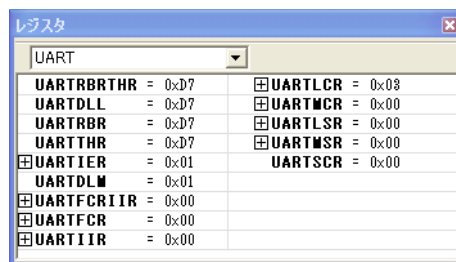 レジスタ
UART
UARTRBRTHR = 0xD7
UARTDLL = 0xD7
UARTRBR = 0xD7
UARTTHR = 0xD7
UARTIER = 0x01
UARTDLM = 0x01
UARTFCRIIR = 0x00
UARTFCR = 0x00
UARTIIR = 0x00
UARTLCR = 0x03
UARTMCR = 0x00
UARTLSR = 0x00
UARTMSR = 0x00
UARTSCR = 0x00